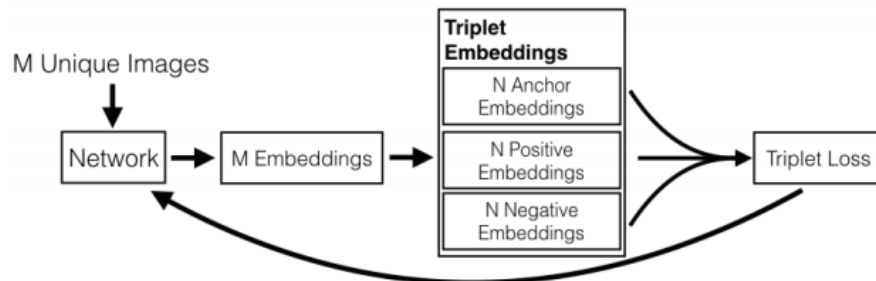 M Unique Images
Network
M Embeddings
Triplet
Embeddings
N Anchor
Embeddings
N Positive
Embeddings
N Negative
Embeddings
Triplet Loss